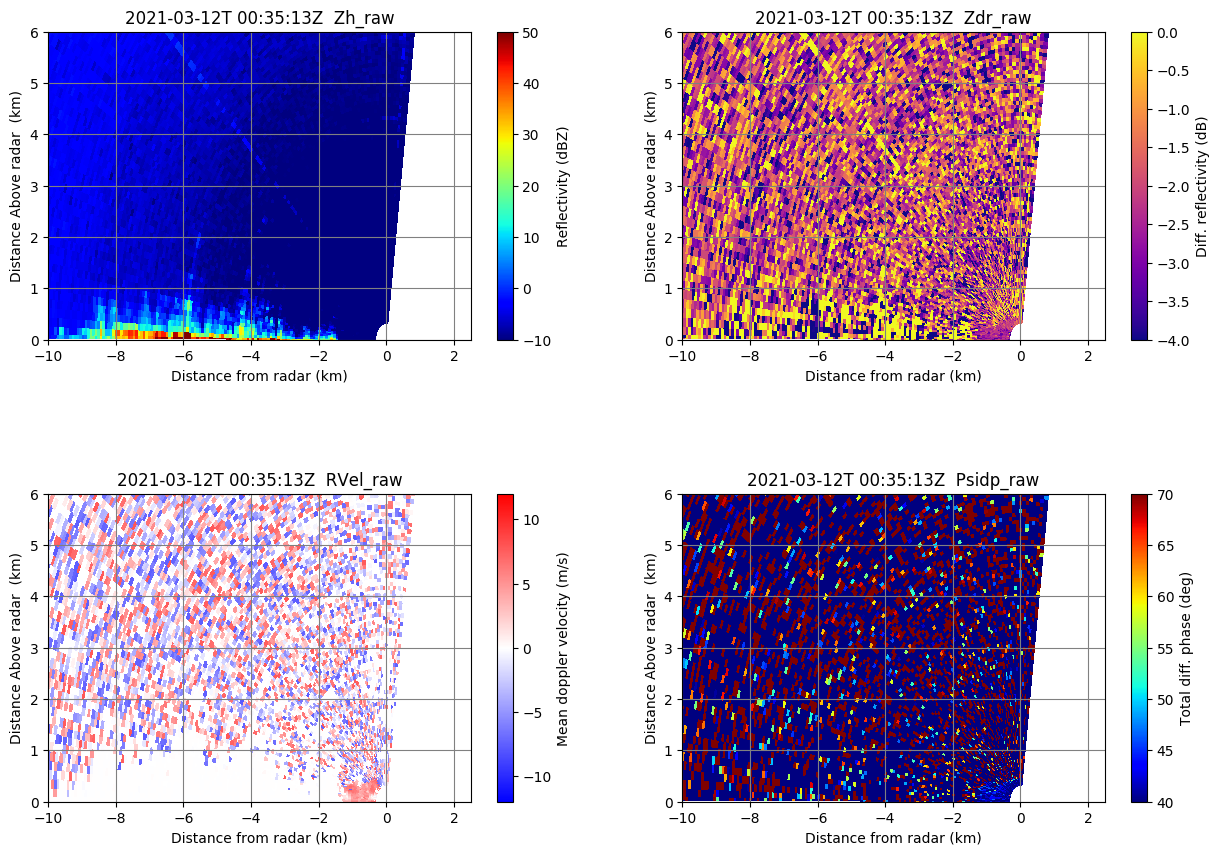 2021-03-12T 00:35:13Z  Zh_raw
6
5
4
3
2
1
0
Distance Above radar  (km)
−10 −8 −6 −4 −2 0 2
Distance from radar (km)
50
40
30
20
10
0
−10
Reflectivity (dBZ)
2021-03-12T 00:35:13Z  Zdr_raw
6
5
4
3
2
1
0
Distance Above radar  (km)
−10 −8 −6 −4 −2 0 2
Distance from radar (km)
0.0
−0.5
−1.0
−1.5
−2.0
−2.5
−3.0
−3.5
−4.0
Diff. reflectivity (dB)
2021-03-12T 00:35:13Z  RVel_raw
6
5
4
3
2
1
0
Distance Above radar  (km)
−10 −8 −6 −4 −2 0 2
Distance from radar (km)
10
5
0
−5
−10
Mean doppler velocity (m/s)
2021-03-12T 00:35:13Z  Psidp_raw
6
5
4
3
2
1
0
Distance Above radar  (km)
−10 −8 −6 −4 −2 0 2
Distance from radar (km)
70
65
60
55
50
45
40
Total diff. phase (deg)